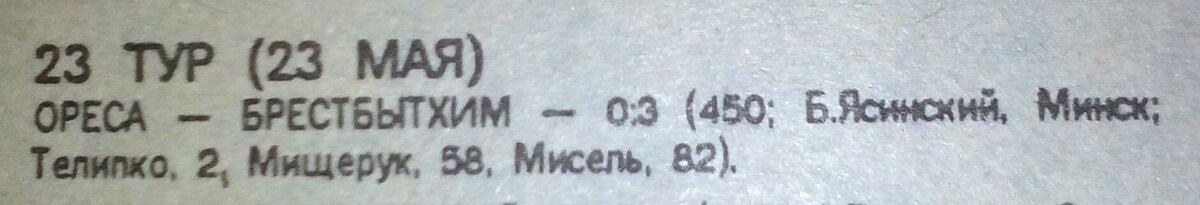 23 ТУР (23 МАЯ)
ОРЕСА — БРЕСТБЫТХИМ — 0:3 (450; Б.Ясинский, Минск;
Телипко, 2, Мищерук, 58, Мисель, 82).